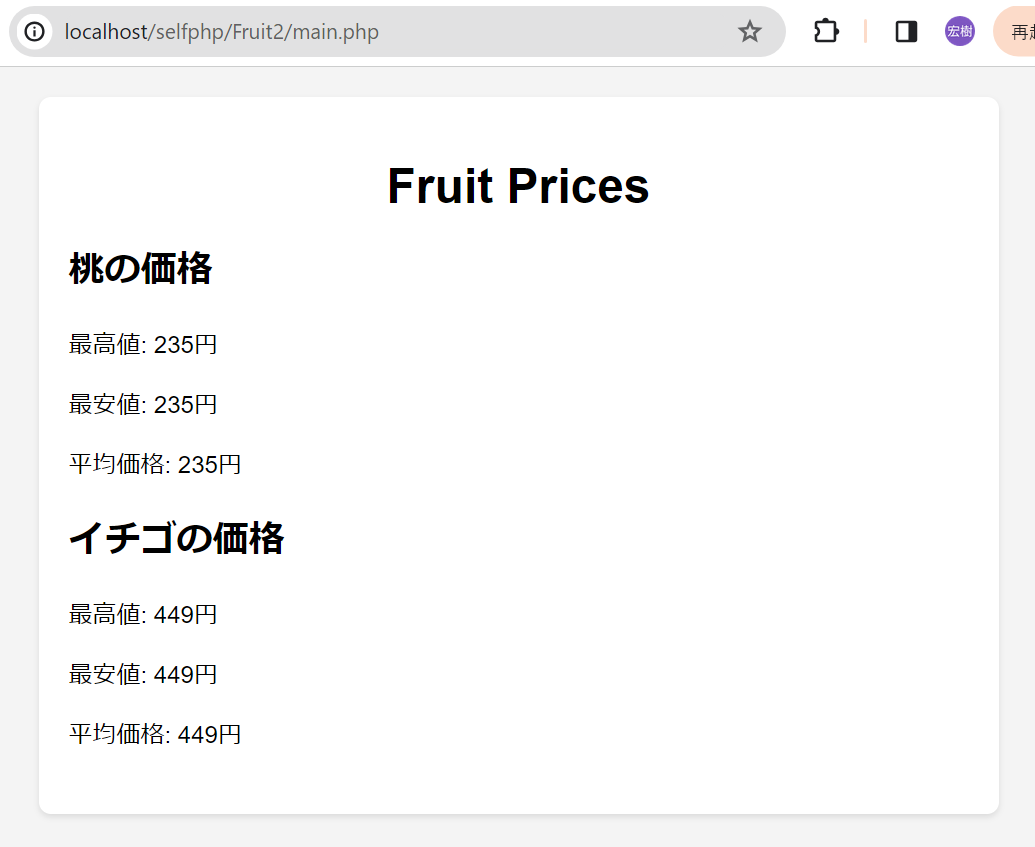 localhost/selfphp/Fruit2/main.php
宏樹
再起
Fruit Prices
桃の価格
最高値: 235円
最安値: 235円
平均価格: 235円
イチゴの価格
最高値: 449円
最安値: 449円
平均価格: 449円